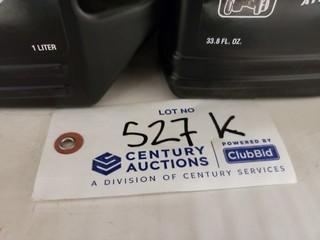 1 LITER
33.8 FL. OZ.
LOT NO
527 K
CENTURY AUCTIONS
POWERED BY
ClubBid
A DIVISION OF CENTURY SERVICES